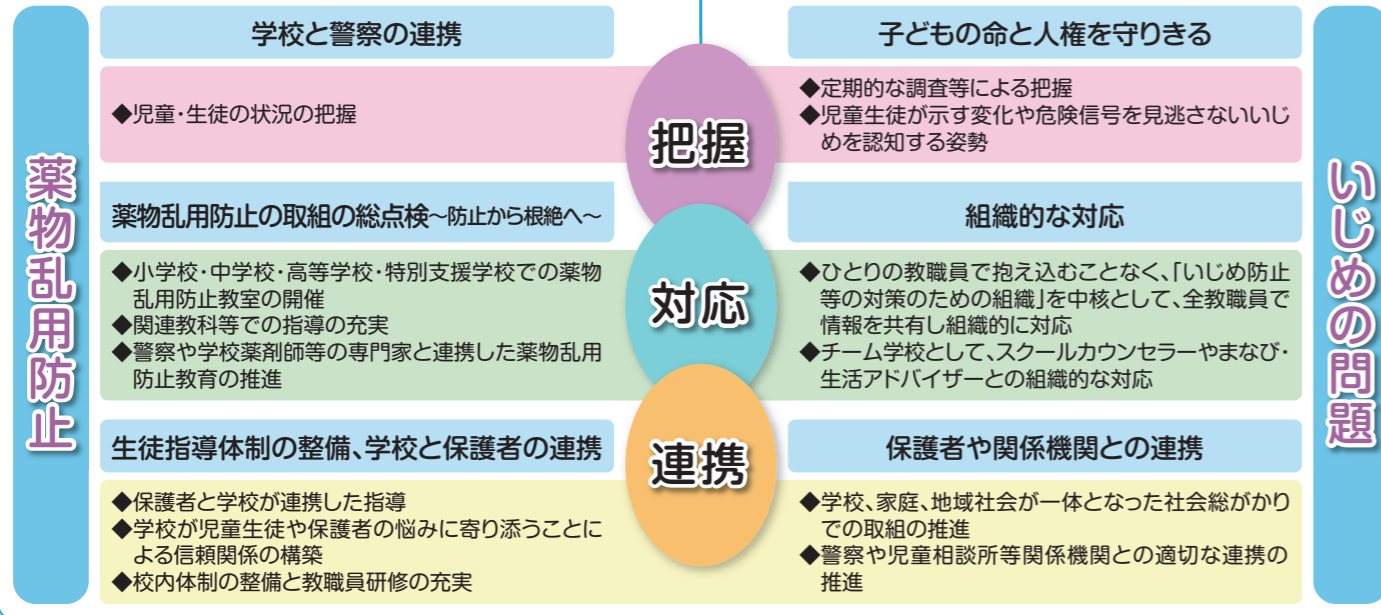 薬物乱用防止
学校と警察の連携
◆児童・生徒の状況の把握
薬物乱用防止の取組の総点検~防止から根絶へ~
◆小学校・中学校・高等学校・特別支援学校での薬物
乱用防止教室の開催
◆関連教科等での指導の充実
◆警察や学校薬剤師等の専門家と連携した薬物乱用
防止教育の推進
生徒指導体制の整備、学校と保護者の連携
◆保護者と学校が連携した指導
◆学校が児童生徒や保護者の悩みに寄り添うことに
よる信頼関係の構築
◆校内体制の整備と教職員研修の充実
把握
対応
連携
子どもの命と人権を守りきる
◆定期的な調査等による把握
◆児童生徒が示す変化や危険信号を見逃さないいじ
めを認知する姿勢
組織的な対応
◆ひとりの教職員で抱え込むことなく、「いじめ防止
等の対策のための組織」を中核として、全教職員で
情報を共有し組織的に対応
◆チーム学校として、スクールカウンセラーやまなび・
生活アドバイザーとの組織的な対応
保護者や関係機関との連携
◆学校、家庭、地域社会が一体となった社会総がかり
での取組の推進
◆警察や児童相談所等関係機関との適切な連携の
推進
いじめの問題